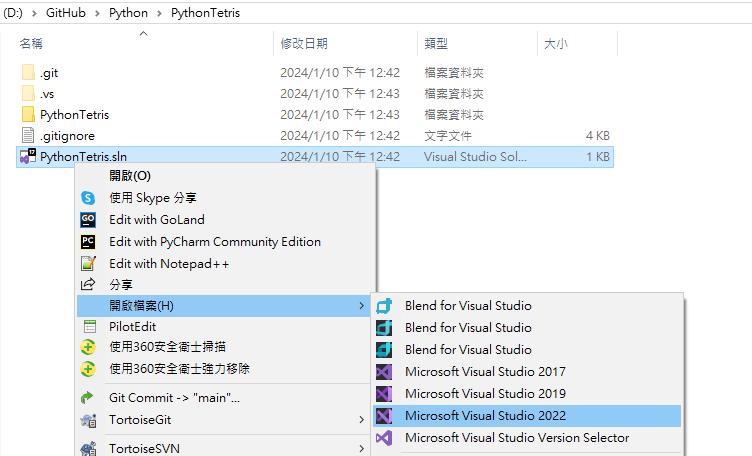 (D:) > GitHub > Python > PythonTetris
名稱 修改日期 類型 大小
.git 2024/1/10 下午 12:42 檔案資料夾
.vs 2024/1/10 下午 12:43 檔案資料夾
PythonTetris 2024/1/10 下午 12:43 檔案資料夾
.gitignore 2024/1/10 下午 12:42 文字文件 4 KB
PythonTetris.sln 2024/1/10 下午 12:42 Visual Studio Sol... 1 KB
開啟(O)
使用 Skype 分享
Edit with GoLand
Edit with PyCharm Community Edition
Edit with Notepad++
分享
開啟檔案(H)
PilotEdit
使用360安全衛士掃描
使用360安全衛士強力移除
Git Commit -> "main"...
TortoiseGit
TortoiseSVN
Blend for Visual Studio
Blend for Visual Studio
Blend for Visual Studio
Microsoft Visual Studio 2017
Microsoft Visual Studio 2019
Microsoft Visual Studio 2022
Microsoft Visual Studio Version Selector